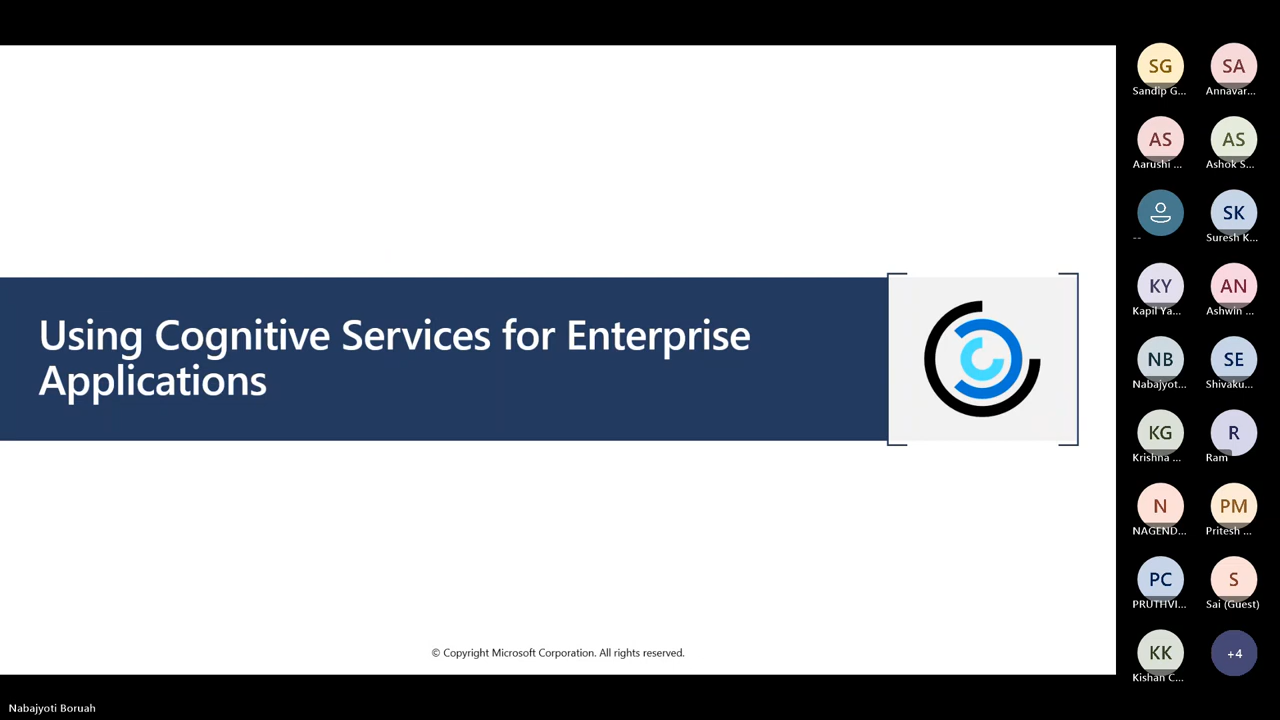 Using Cognitive Services for Enterprise
Applications
© Copyright Microsoft Corporation. All rights reserved.
Nabajyoti Boruah
SG SA
Sandip G... Annavar...
AS AS
Aarushi ... Ashok S...
SK
-- Suresh K...
KY AN
Kapil Ya... Ashwin ...
NB SE
Nabajyot... Shivaku...
KG R
Krishna ... Ram
N PM
NAGEND... Pritesh ...
PC S
PRUTHVI... Sai (Guest)
KK +4
Kishan C...